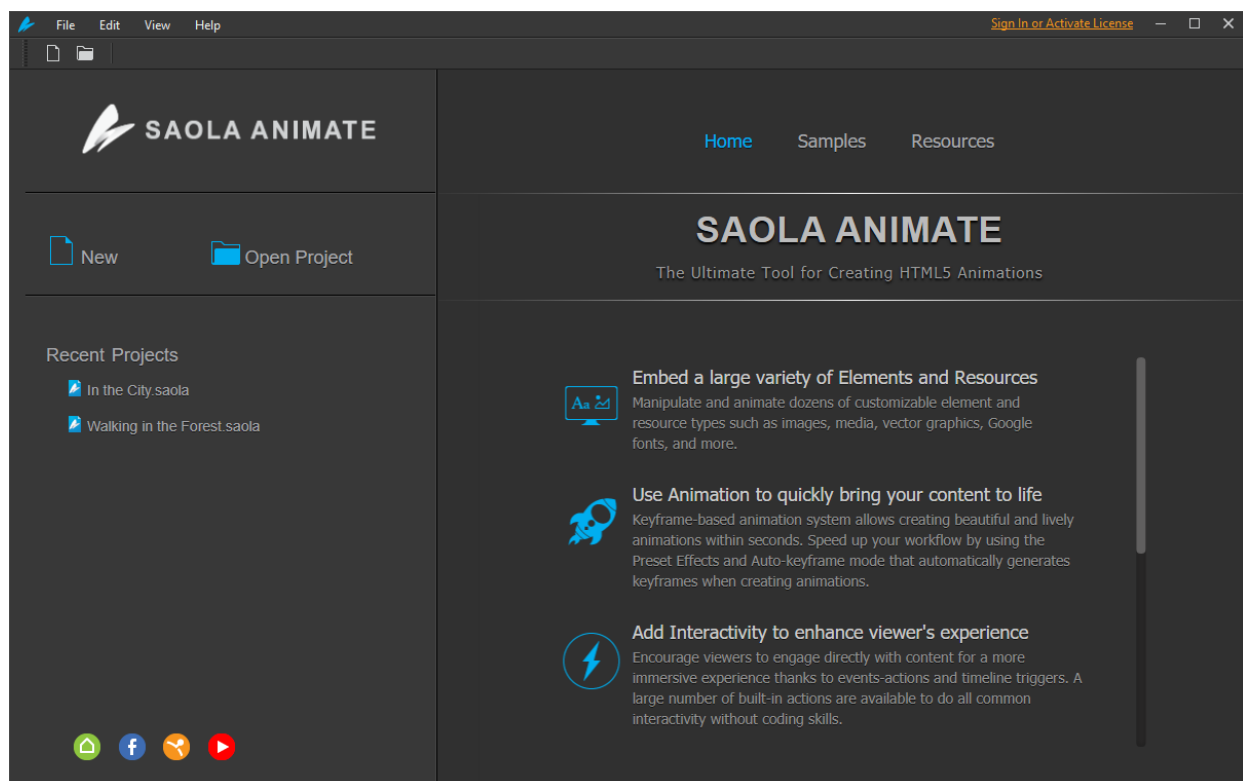 File Edit View Help
Sign In or Activate License
SAOLA ANIMATE
New
Open Project
Recent Projects
In the City.saola
Walking in the Forest.saola
Home Samples Resources
SAOLA ANIMATE
The Ultimate Tool for Creating HTML5 Animations
Aa
Embed a large variety of Elements and Resources
Manipulate and animate dozens of customizable element and
resource types such as images, media, vector graphics, Google
fonts, and more.
Use Animation to quickly bring your content to life
Keyframe-based animation system allows creating beautiful and lively
animations within seconds. Speed up your workflow by using the
Preset Effects and Auto-keyframe mode that automatically generates
keyframes when creating animations.
Add Interactivity to enhance viewer's experience
Encourage viewers to engage directly with content for a more
immersive experience thanks to events-actions and timeline triggers. A
large number of built-in actions are available to do all common
interactivity without coding skills.